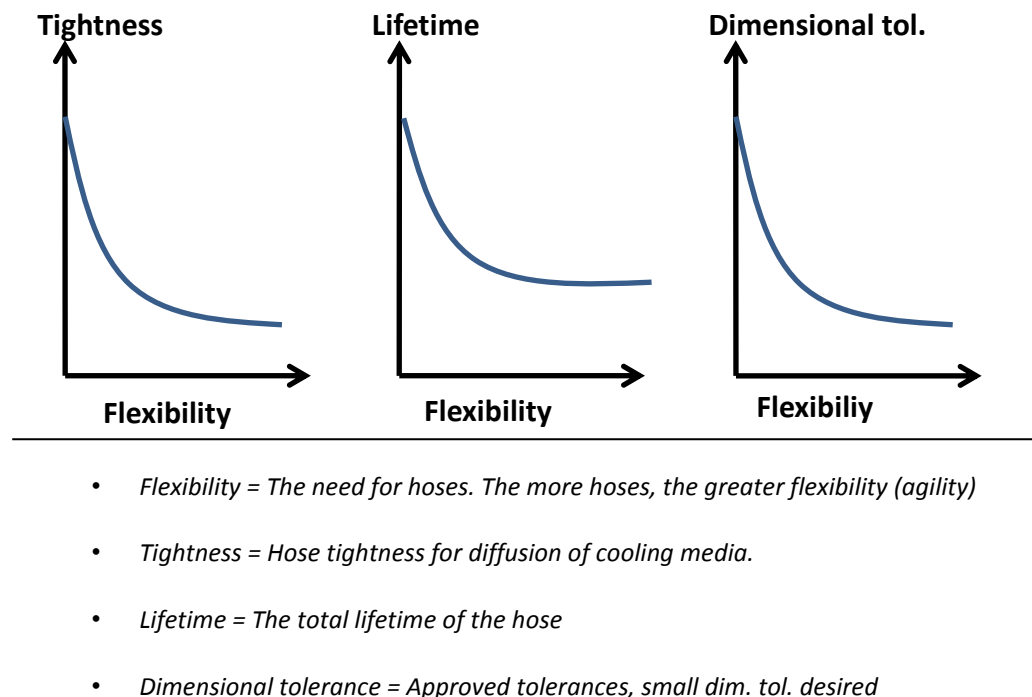 Tightness
Lifetime
Dimensional tol.
Flexibility
Flexibility
Flexibiliy
• Flexibility = The need for hoses. The more hoses, the greater flexibility (agility)
• Tightness = Hose tightness for diffusion of cooling media.
• Lifetime = The total lifetime of the hose
• Dimensional tolerance = Approved tolerances, small dim. tol. desired